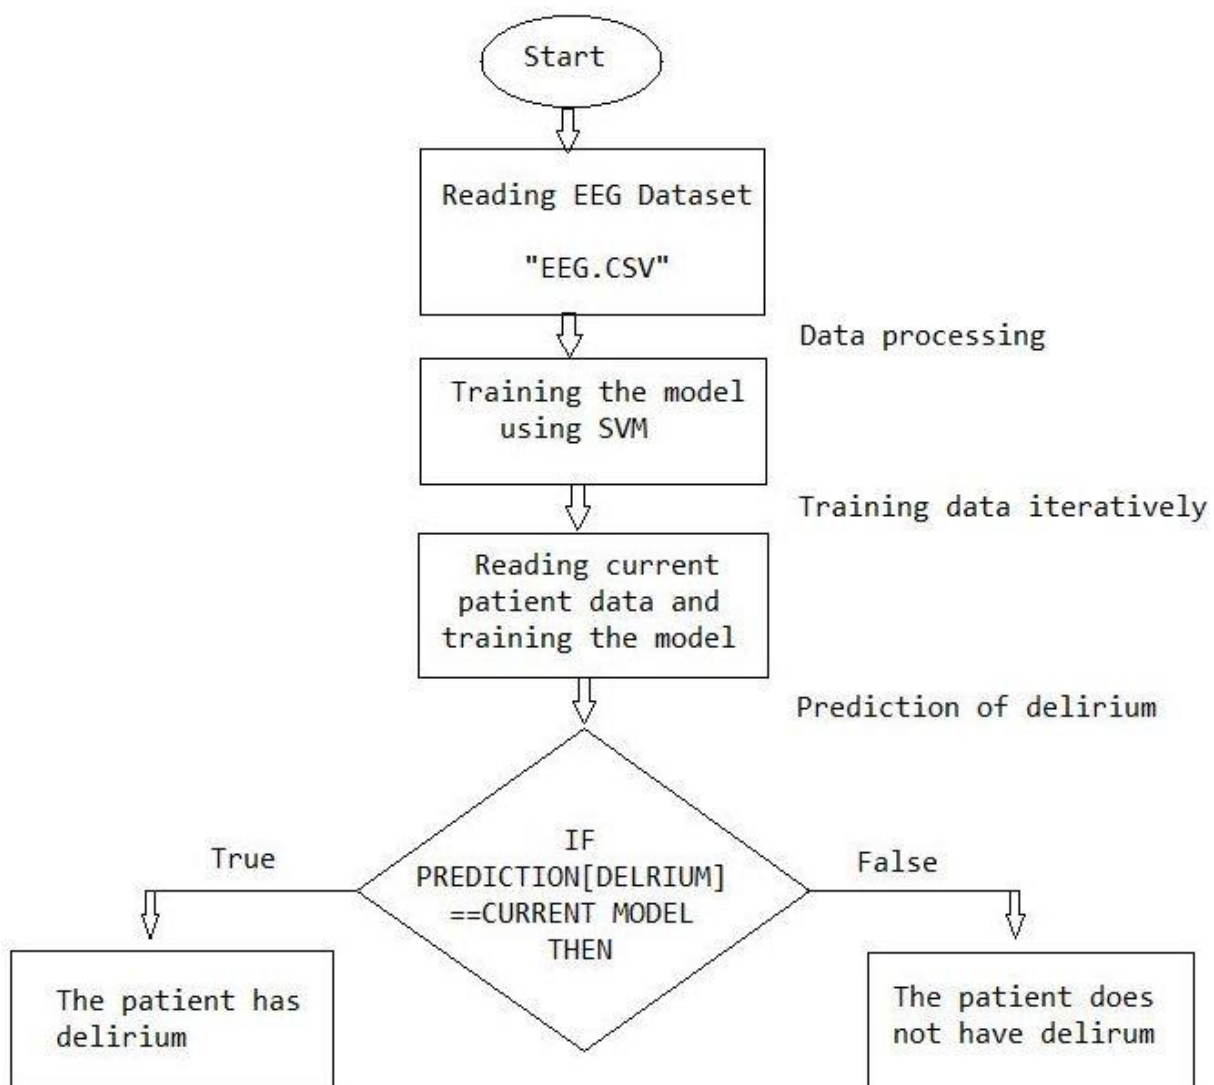 Start
Reading EEG Dataset
"EEG.CSV"
Data processing
Training the model
using SVM
Training data iteratively
Reading current
patient data and
training the model
Prediction of delirium
IF
PREDICTION[DELRIUM]
==CURRENT MODEL
THEN
True
False
The patient has
delirium
The patient does
not have delirum